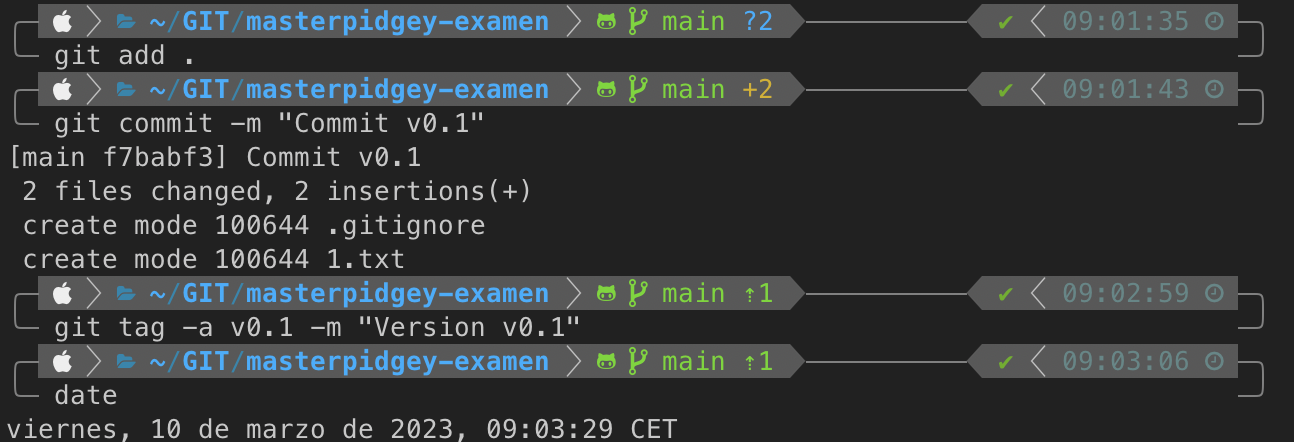 ~/GIT/masterpidgey-examen main ?2 ✔ 09:01:35
git add .
~/GIT/masterpidgey-examen main +2 ✔ 09:01:43
git commit -m "Commit v0.1"
[main f7babf3] Commit v0.1
2 files changed, 2 insertions(+)
create mode 100644 .gitignore
create mode 100644 1.txt
~/GIT/masterpidgey-examen main ⇡1 ✔ 09:02:59
git tag -a v0.1 -m "Version v0.1"
~/GIT/masterpidgey-examen main ⇡1 ✔ 09:03:06
date
viernes, 10 de marzo de 2023, 09:03:29 CET